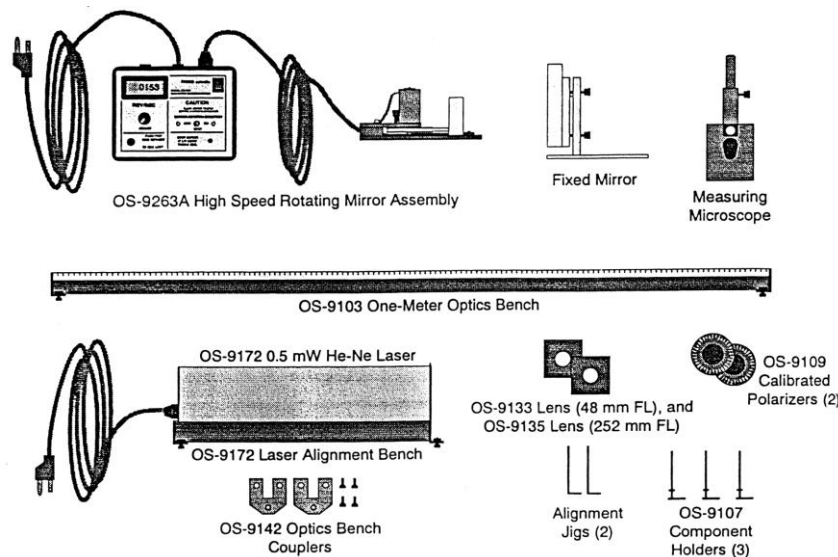 0153
CAUTION
OS-9263A High Speed Rotating Mirror Assembly
Fixed Mirror
Measuring
Microscope
OS-9103 One-Meter Optics Bench
OS-9172 0.5 mW He-Ne Laser
OS-9172 Laser Alignment Bench
OS-9142 Optics Bench
Couplers
OS-9133 Lens (48 mm FL), and
OS-9135 Lens (252 mm FL)
OS-9109
Calibrated
Polarizers (2)
Alignment
Jigs (2)
OS-9107
Component
Holders (3)